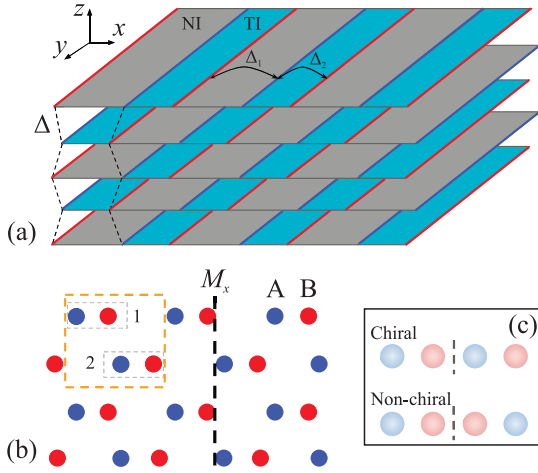 z
y
x
NI
TI
Δ₁
Δ₂
Δ
(a)
Mₓ
A
B
1
2
(b)
(c)
Chiral
Non-chiral